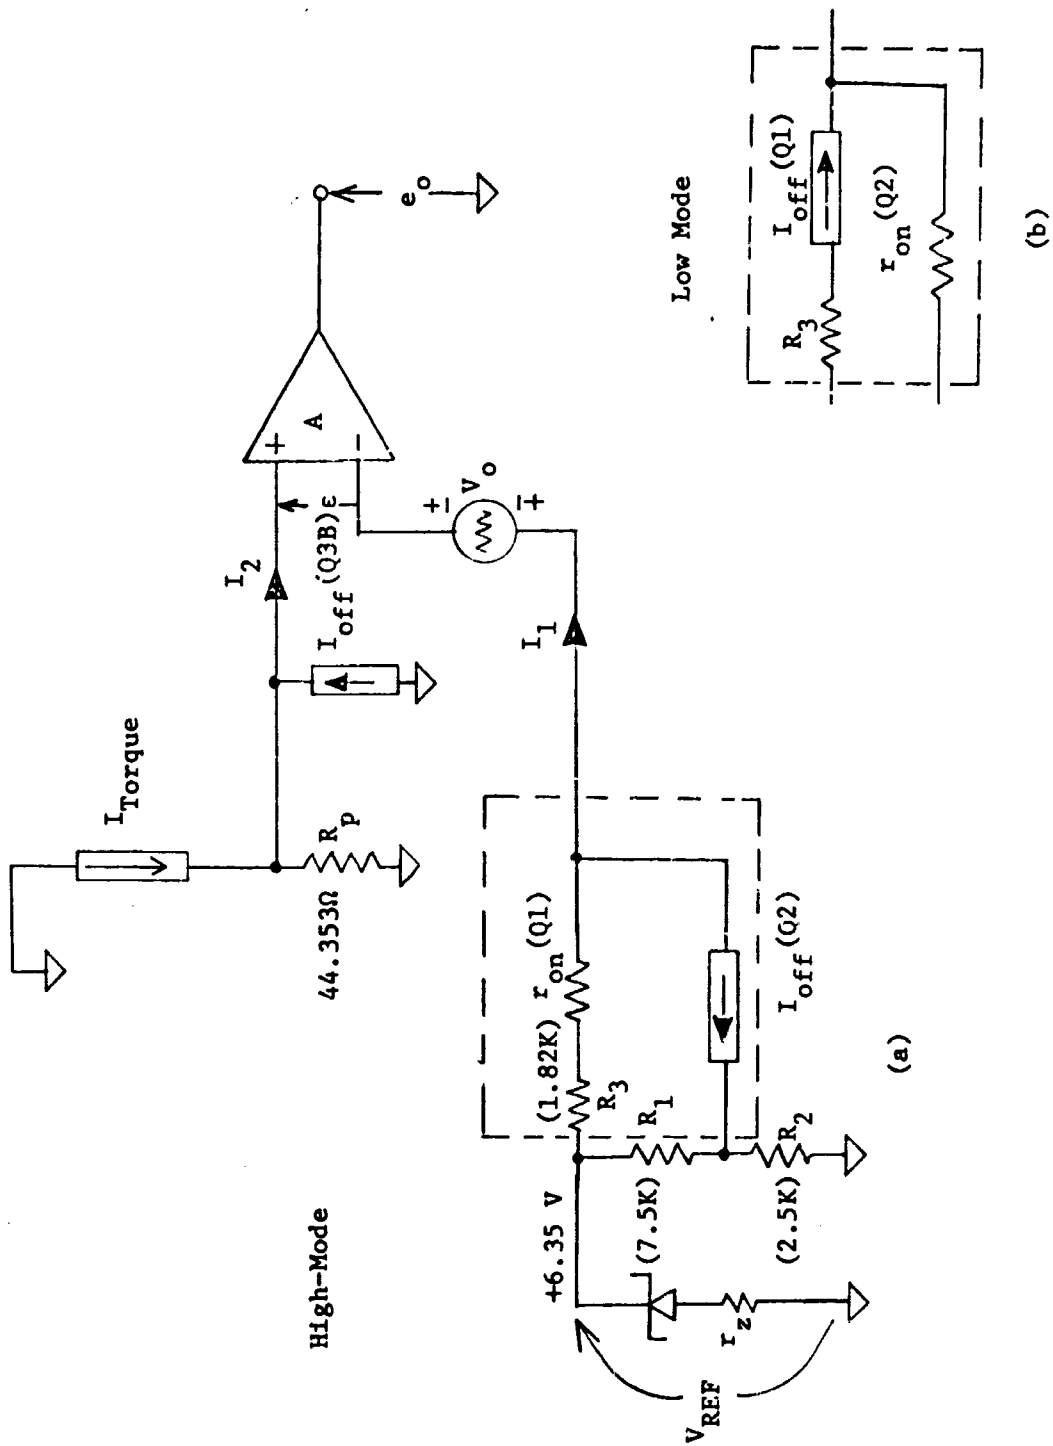 High-Mode
I_Torque
44.353Ω
R_p
I_2
I_off(Q3B)
ε
+
−
A
e_o
+−
V_o
−+
I_1
+6.35 V
(1.82K)
R_3
r_on(Q1)
(7.5K)
R_1
(2.5K)
R_2
I_off(Q2)
r_z
V_REF
(a)
Low Mode
R_3
I_off(Q1)
r_on(Q2)
(b)